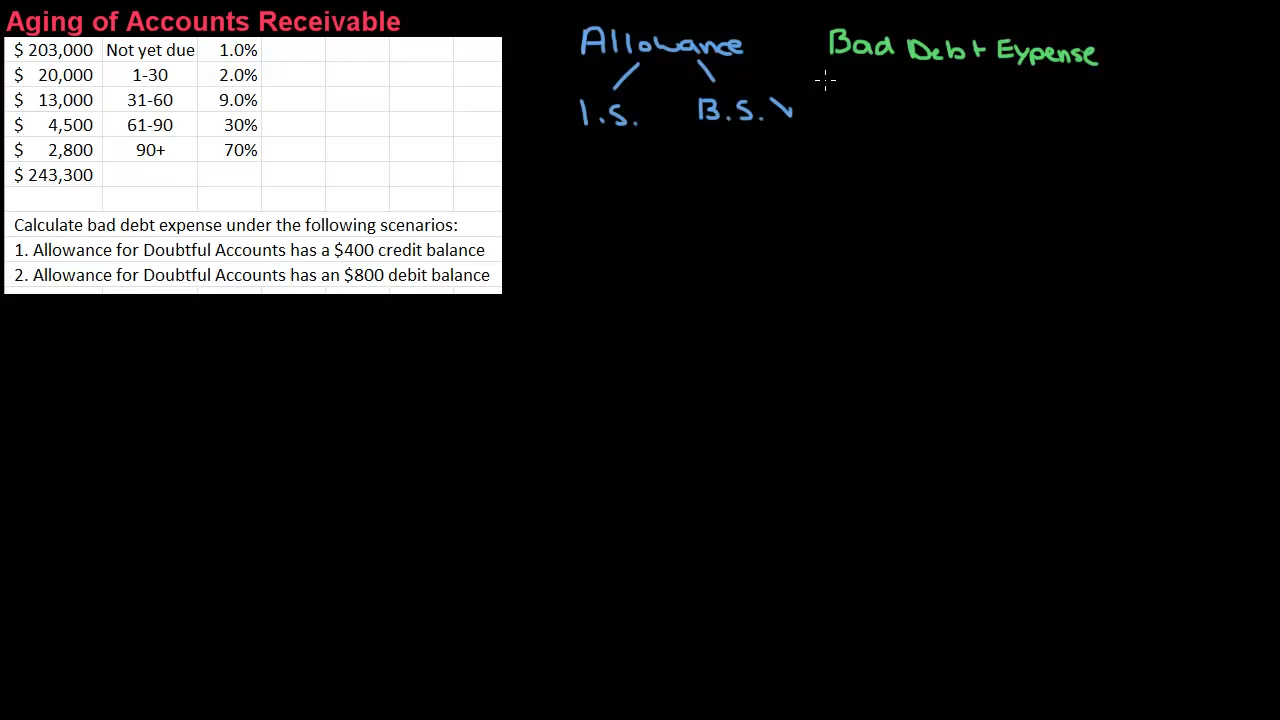 Aging of Accounts Receivable
$ 203,000 Not yet due 1.0%
$ 20,000 1-30 2.0%
$ 13,000 31-60 9.0%
$ 4,500 61-90 30%
$ 2,800 90+ 70%
$ 243,300
Calculate bad debt expense under the following scenarios:
1. Allowance for Doubtful Accounts has a $400 credit balance
2. Allowance for Doubtful Accounts has an $800 debit balance
Allowance
I.S. B.S.
Bad Debt Expense